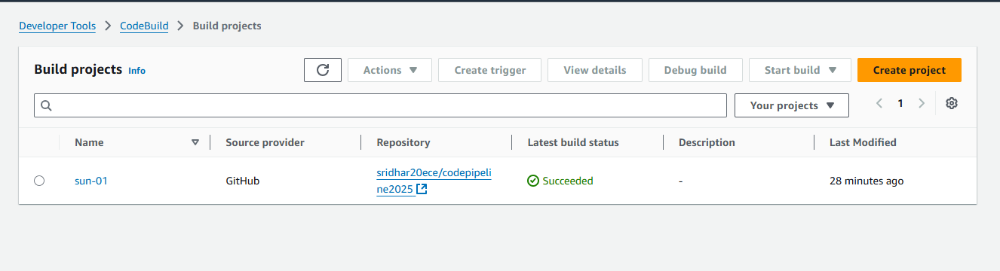 Developer Tools > CodeBuild > Build projects
Build projects Info
Actions Create trigger View details Debug build Start build Create project
Your projects 1
Name Source provider Repository Latest build status Description Last Modified
sun-01 GitHub sridhar20ece/codepipeli Succeeded - 28 minutes ago
ne2025